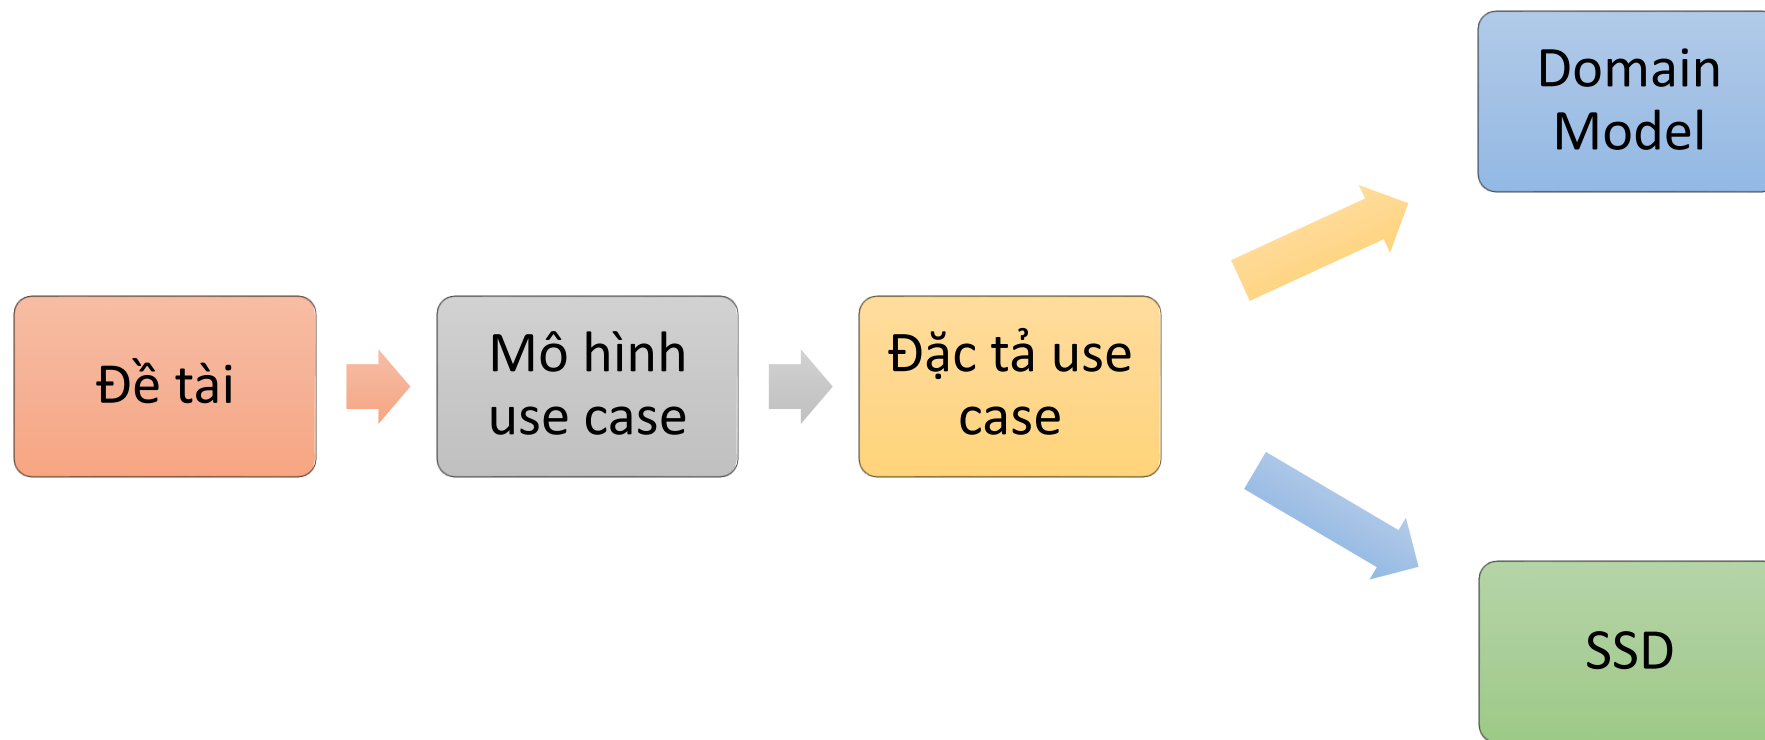 Đề tài
Mô hình
use case
Đặc tả use
case
Domain
Model
SSD